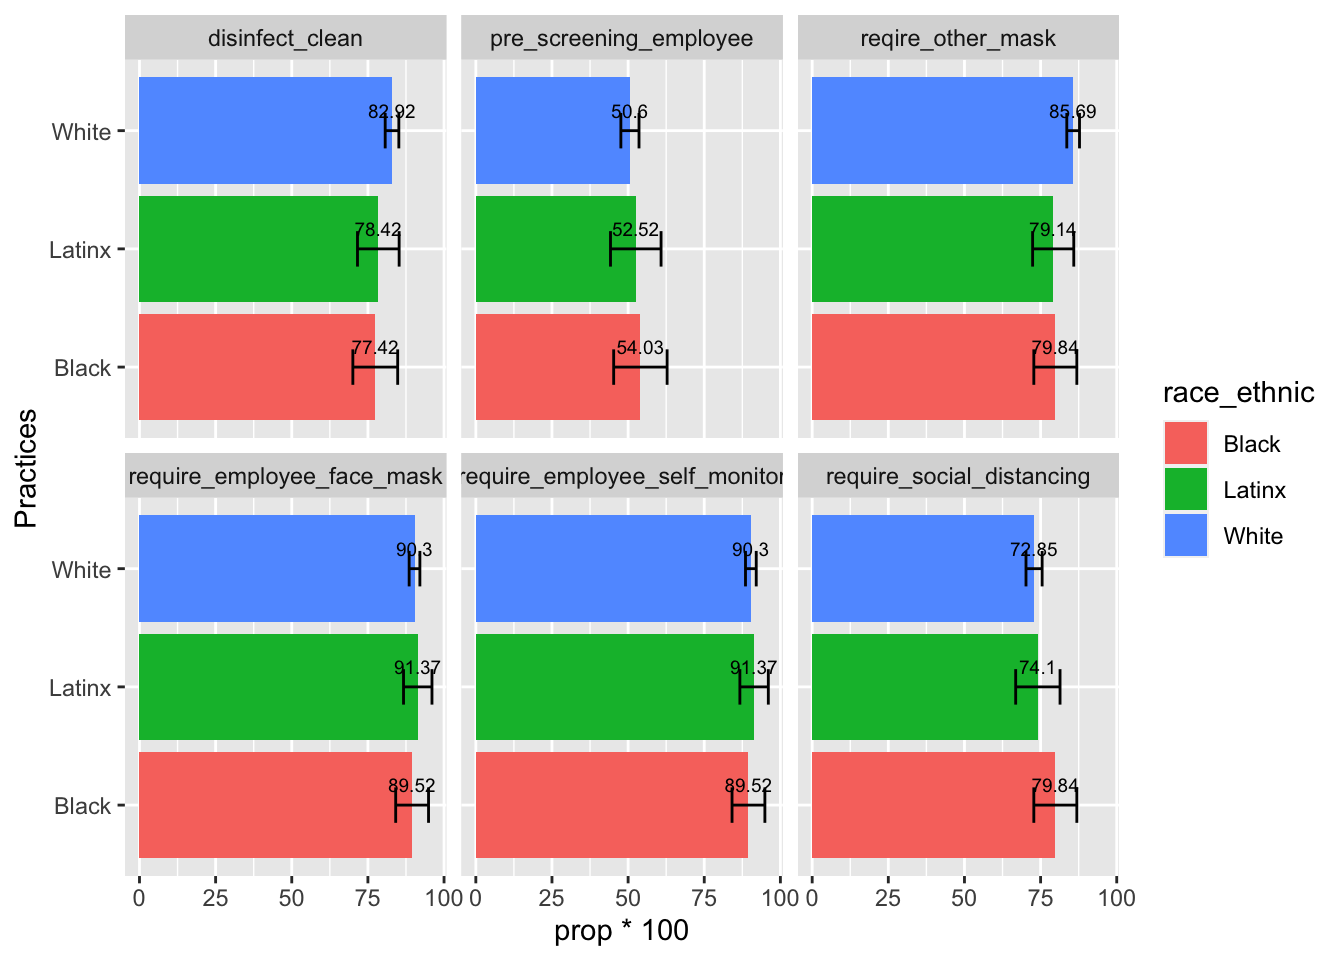 disinfect_clean
pre_screening_employee
reqire_other_mask
White
82.92
50.6
85.69
Latinx
78.42
52.52
79.14
Black
77.42
54.03
79.84
require_employee_face_mask
require_employee_self_monitor
require_social_distancing
White
90.3
90.3
72.85
Latinx
91.37
91.37
74.1
Black
89.52
89.52
79.84
0 25 50 75 100
0 25 50 75 100
0 25 50 75 100
prop * 100
Practices
race_ethnic
Black
Latinx
White